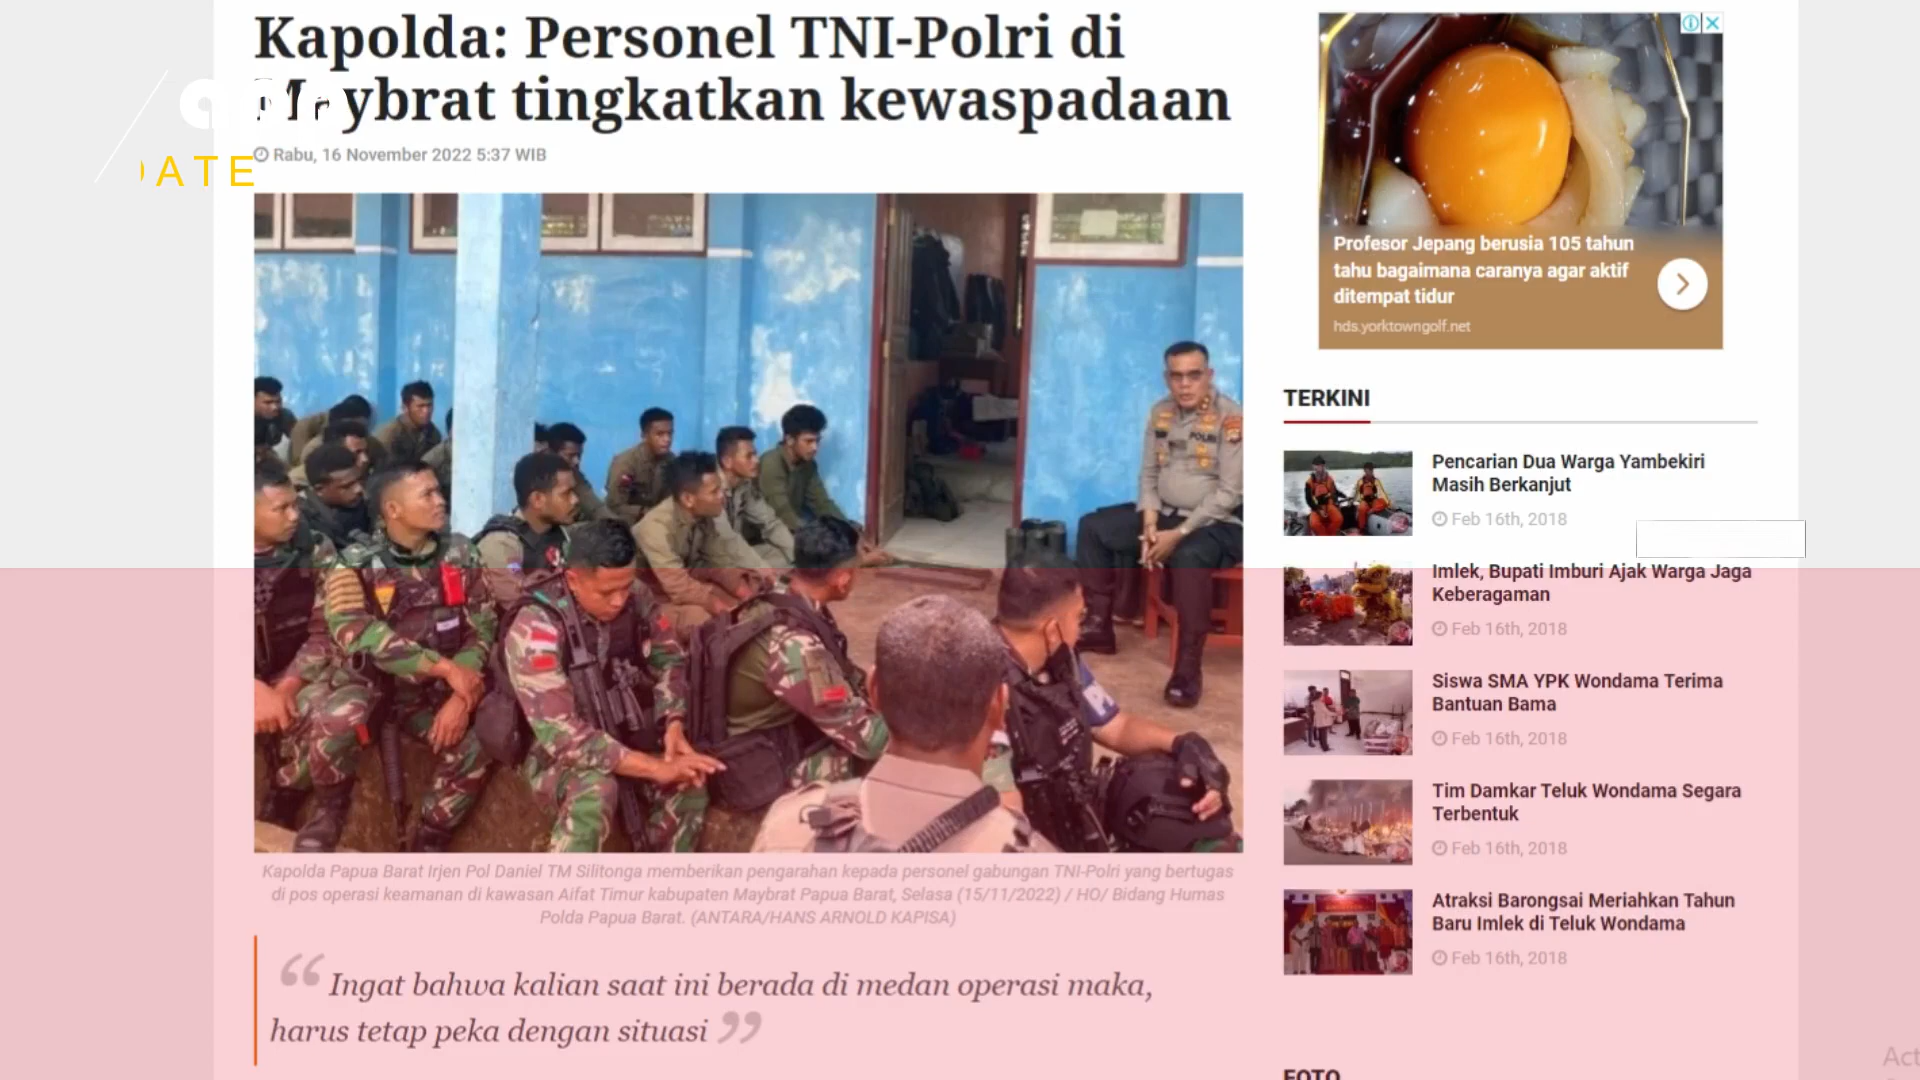 Kapolda: Personel TNI-Polri di
Maybrat tingkatkan kewaspadaan
Rabu, 16 November 2022 5:37 WIB
DATE
POLRI
Kapolda Papua Barat Irjen Pol Daniel TM Silitonga memberikan pengarahan kepada personel gabungan TNI-Polri yang bertugas
di pos operasi keamanan di kawasan Aifat Timur kabupaten Maybrat Papua Barat, Selasa (15/11/2022) / HO/ Bidang Humas
Polda Papua Barat. (ANTARA/HANS ARNOLD KAPISA)
“ Ingat bahwa kalian saat ini berada di medan operasi maka,
harus tetap peka dengan situasi ”
Profesor Jepang berusia 105 tahun
tahu bagaimana caranya agar aktif
ditempat tidur
hds.yorktowngolf.net
TERKINI
Pencarian Dua Warga Yambekiri
Masih Berkanjut
Feb 16th, 2018
Imlek, Bupati Imburi Ajak Warga Jaga
Keberagaman
Feb 16th, 2018
Siswa SMA YPK Wondama Terima
Bantuan Bama
Feb 16th, 2018
Tim Damkar Teluk Wondama Segara
Terbentuk
Feb 16th, 2018
Atraksi Barongsai Meriahkan Tahun
Baru Imlek di Teluk Wondama
Feb 16th, 2018
FOTO
Act